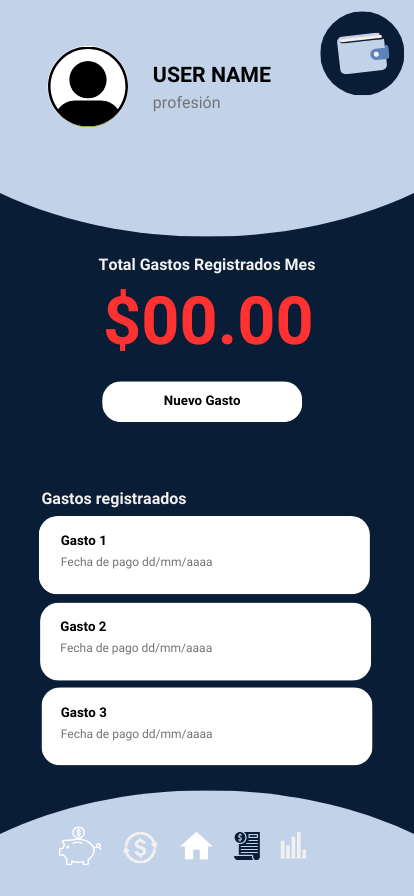 USER NAME
profesión
Total Gastos Registrados Mes
$00.00
Nuevo Gasto
Gastos registraados
Gasto 1
Fecha de pago dd/mm/aaaa
Gasto 2
Fecha de pago dd/mm/aaaa
Gasto 3
Fecha de pago dd/mm/aaaa